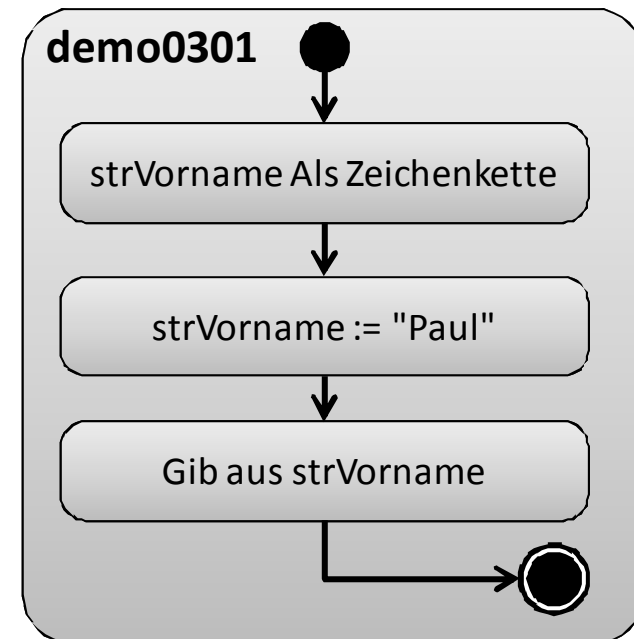 demo0301
strVorname Als Zeichenkette
strVorname := "Paul"
Gib aus strVorname